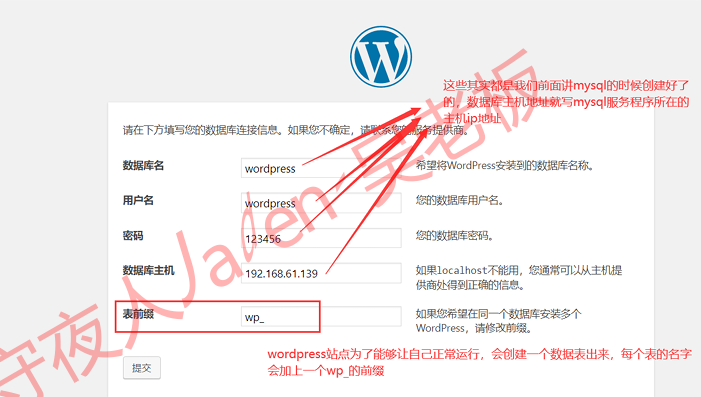 这些其实都是我们前面讲mysql的时候创建好了
的，数据库主机地址就写mysql服务程序所在的
主机ip地址
请在下方填写您的数据库连接信息。如果您不确定，请联系您的服务提供商。
数据库名 wordpress 希望将WordPress安装到的数据库名称。
用户名 wordpress 您的数据库用户名。
密码 123456 您的数据库密码。
数据库主机 192.168.61.139 如果localhost不能用，您通常可以从主机提
供商处得到正确的信息。
表前缀 wp_ 如果您希望在同一个数据库安装多个
WordPress，请修改前缀。
wordpress站点为了能够让自己正常运行，会创建一个数据表出来，每个表的名字
会加上一个wp_的前缀
提交
守夜人Jaden-吴老板